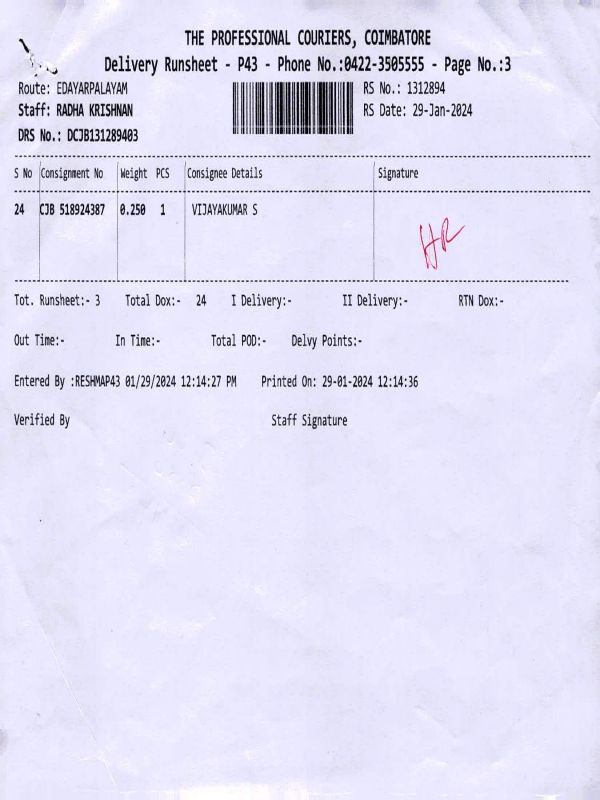 THE PROFESSIONAL COURIERS, COIMBATORE
Delivery Runsheet - P43 - Phone No.:0422-3505555 - Page No.:3
Route: EDAYARPALAYAM RS No.: 1312894
Staff: RADHA KRISHNAN RS Date: 29-Jan-2024
DRS No.: DCJB131289403
S No Consignment No Weight PCS Consignee Details Signature
24 CJB 518924387 0.250 1 VIJAYAKUMAR S
HR
Tot. Runsheet:- 3 Total Dox:- 24 I Delivery:- II Delivery:- RTN Dox:-
Out Time:- In Time:- Total POD:- Delvy Points:-
Entered By :RESHMAP43 01/29/2024 12:14:27 PM Printed On: 29-01-2024 12:14:36
Verified By Staff Signature